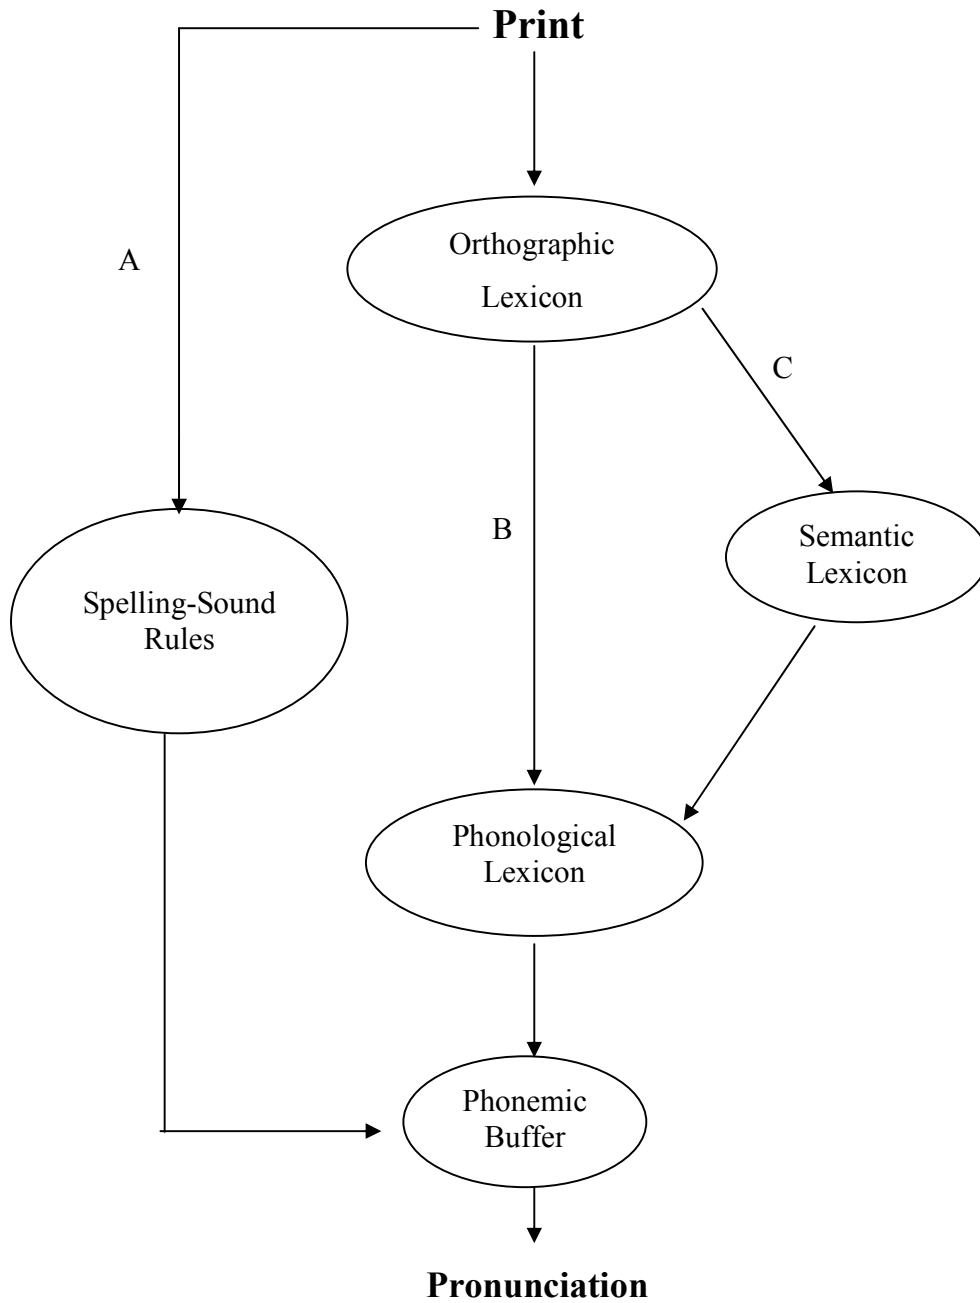 Print
A
Orthographic
Lexicon
C
B
Semantic
Lexicon
Spelling-Sound
Rules
Phonological
Lexicon
Phonemic
Buffer
Pronunciation